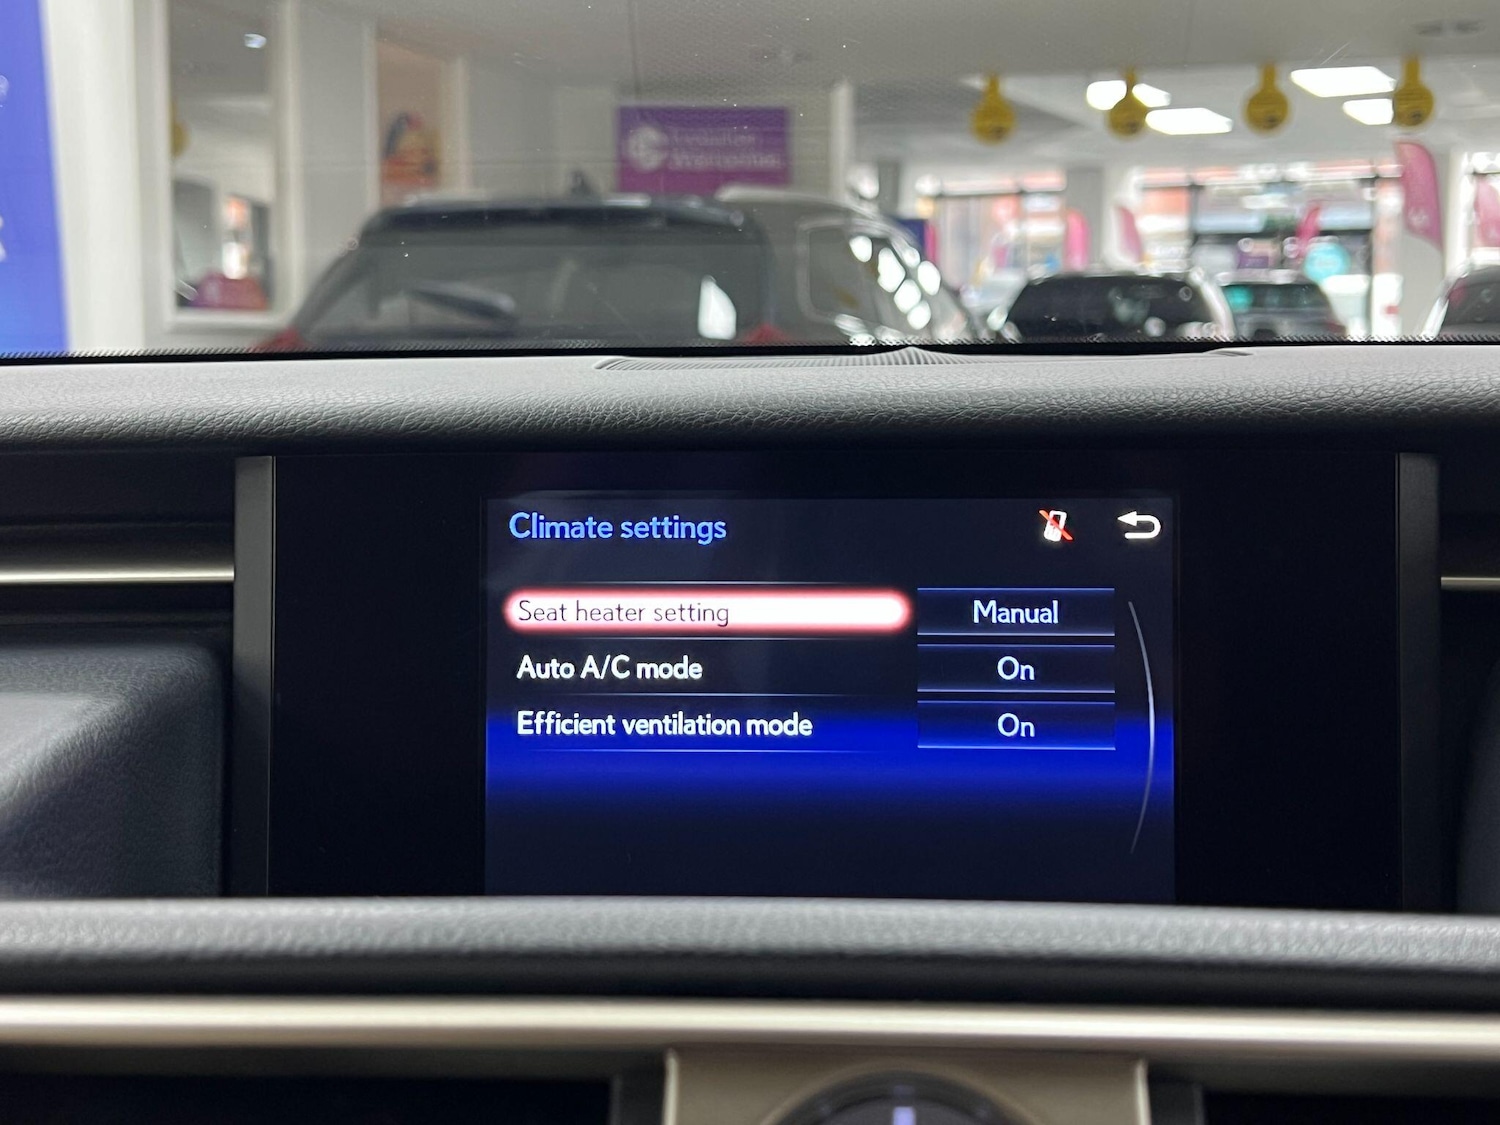 Climate settings
Seat heater setting Manual
Auto A/C mode On
Efficient ventilation mode On